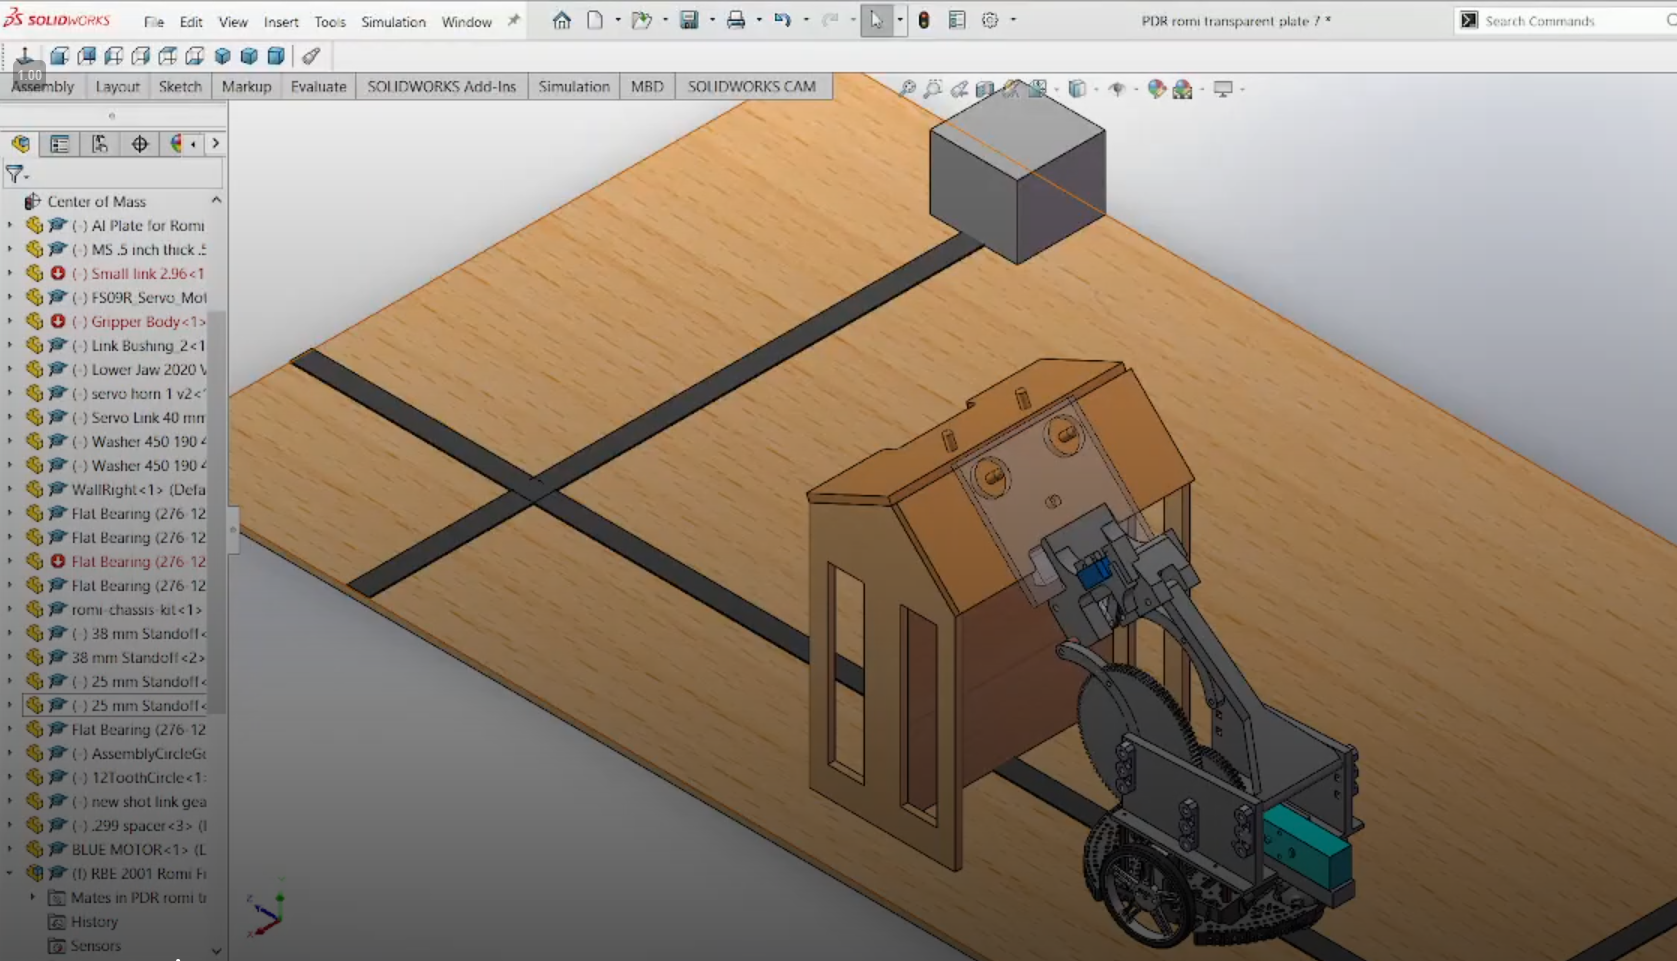 SOLIDWORKS
File Edit View Insert Tools Simulation Window
PDR romi transparent plate 7 *
Search Commands
1.00
Assembly Layout Sketch Markup Evaluate SOLIDWORKS Add-Ins Simulation MBD SOLIDWORKS CAM
Center of Mass
(-) Al Plate for Romi
(-) MS .5 inch thick .5
(-) Small link 2.96<1
(-) FS09R_Servo_Mot
(-) Gripper Body<1>
(-) Link Bushing_2<1
(-) Lower Jaw 2020 V
(-) servo horn 1 v2<
(-) Servo Link 40 mm
(-) Washer 450 190 4
(-) Washer 450 190 4
WallRight<1> (Defa
Flat Bearing (276-12
Flat Bearing (276-12
Flat Bearing (276-12
Flat Bearing (276-12
romi-chassis-kit<1>
(-) 38 mm Standoff<
38 mm Standoff<2>
(-) 25 mm Standoff<
(-) 25 mm Standoff<
Flat Bearing (276-12
(-) AssemblyCircleGe
(-) 12ToothCircle<1>
(-) new shot link gea
(-) .299 spacer<3> (
BLUE MOTOR<1> (D
(f) RBE 2001 Romi Fi
Mates in PDR romi tr
History
Sensors